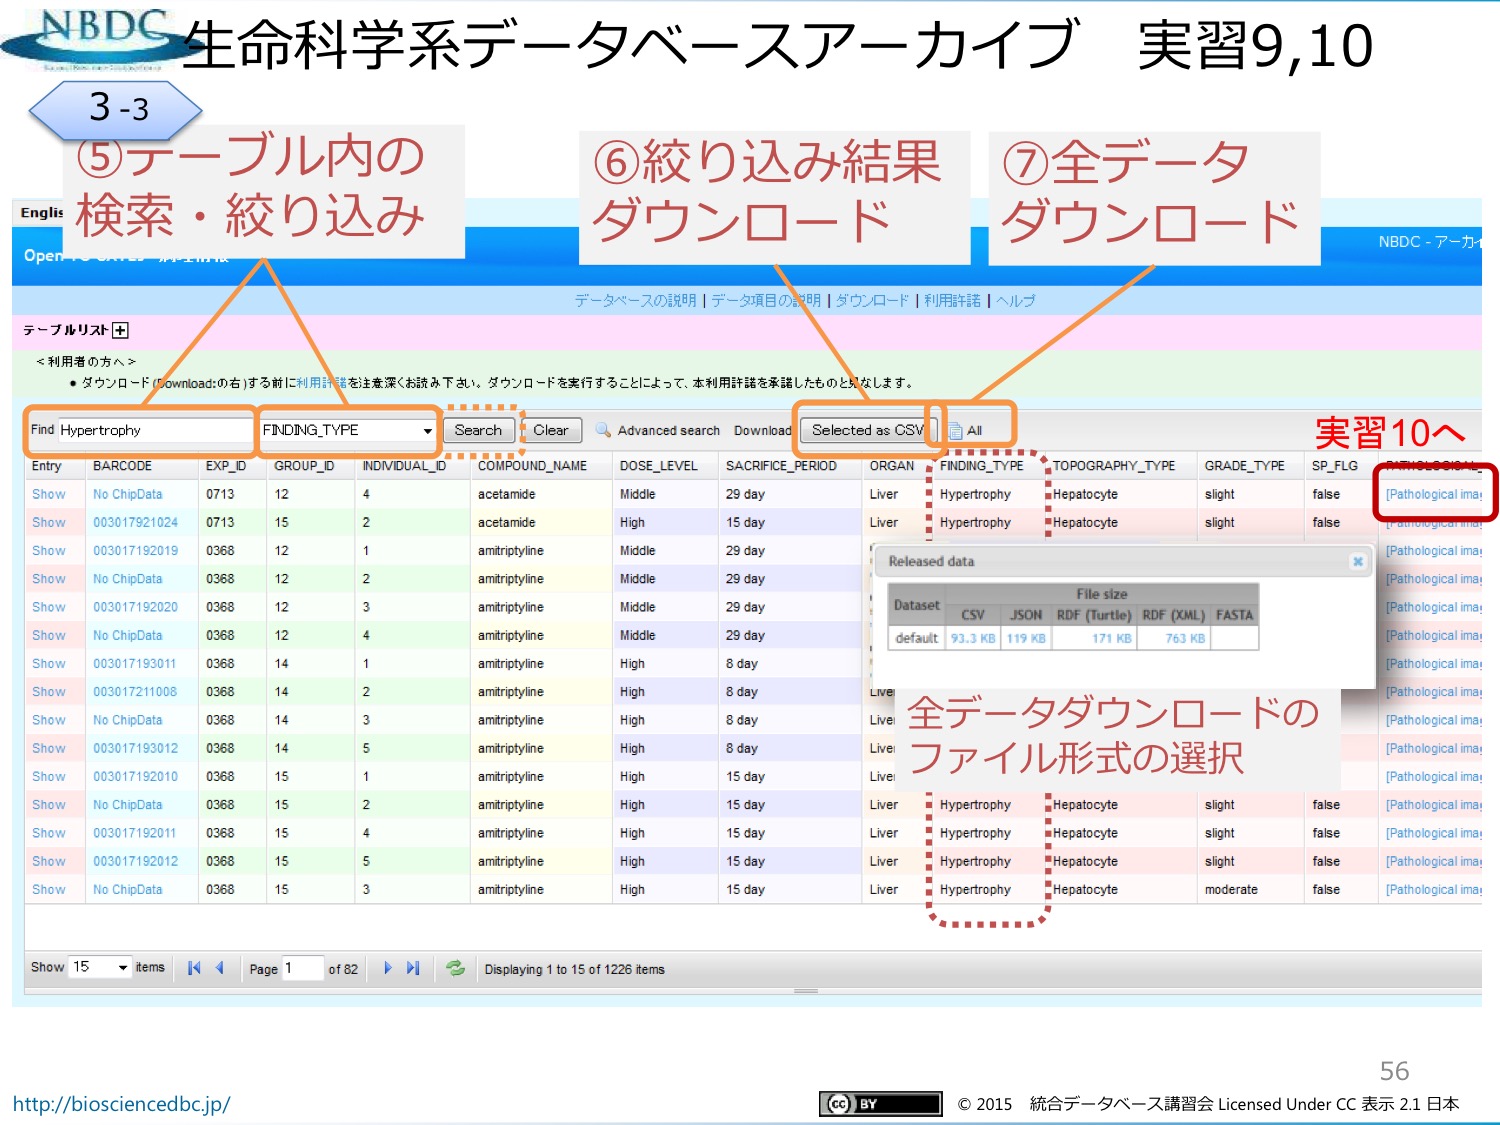 NBDC
生命科学系データベースアーカイブ 実習9,10
3-3
⑤テーブル内の
検索・絞り込み
⑥絞り込み結果
ダウンロード
⑦全データ
ダウンロード
Englis
Open
NBDC - アーカイ
データベースの説明 | データ項目の説明 | ダウンロード | 利用許諾 | ヘルプ
テーブルリスト
<利用者の方へ>
• ダウンロード(Download:の右)する前に利用許諾を注意深くお読み下さい。ダウンロードを実行することによって、本利用許諾を承諾したものと見なします。
実習10へ
Find Hypertrophy FINDING_TYPE Search Clear Advanced search Download Selected as CSV All
Entry BARCODE EXP_ID GROUP_ID INDIVIDUAL_ID COMPOUND_NAME DOSE_LEVEL SACRIFICE_PERIOD ORGAN FINDING_TYPE TOPOGRAPHY_TYPE GRADE_TYPE SP_FLG PATHOLOGICAL_
Show No ChipData 0713 12 4 acetamide Middle 29 day Liver Hypertrophy Hepatocyte slight false [Pathological ima
Show 003017921024 0713 15 2 acetamide High 15 day Liver Hypertrophy Hepatocyte slight false [Pathological ima
Show 003017192019 0368 12 1 amitriptyline Middle 29 day [Pathological ima
Show No ChipData 0368 12 2 amitriptyline Middle 29 day [Pathological ima
Show 003017192020 0368 12 3 amitriptyline Middle 29 day [Pathological ima
Show No ChipData 0368 12 4 amitriptyline Middle 29 day [Pathological ima
Show 003017193011 0368 14 1 amitriptyline High 8 day [Pathological ima
Show 003017211008 0368 14 2 amitriptyline High 8 day Live [Pathological ima
Show No ChipData 0368 14 3 amitriptyline High 8 day Live [Pathological ima
Show 003017193012 0368 14 5 amitriptyline High 8 day Live [Pathological ima
Show 003017192010 0368 15 1 amitriptyline High 15 day Live [Pathological ima
Show No ChipData 0368 15 2 amitriptyline High 15 day Liver Hypertrophy Hepatocyte slight false [Pathological ima
Show 003017192011 0368 15 4 amitriptyline High 15 day Liver Hypertrophy Hepatocyte slight false [Pathological ima
Show 003017192012 0368 15 5 amitriptyline High 15 day Liver Hypertrophy Hepatocyte slight false [Pathological ima
Show No ChipData 0368 15 3 amitriptyline High 15 day Liver Hypertrophy Hepatocyte moderate false [Pathological ima
Released data
Dataset File size
CSV JSON RDF (Turtle) RDF (XML) FASTA
default 93.3 KB 119 KB 171 KB 763 KB
全データダウンロードの
ファイル形式の選択
Show 15 items Page 1 of 82 Displaying 1 to 15 of 1226 items
56
http://biosciencedbc.jp/
cc BY
© 2015 統合データベース講習会 Licensed Under CC 表示 2.1 日本